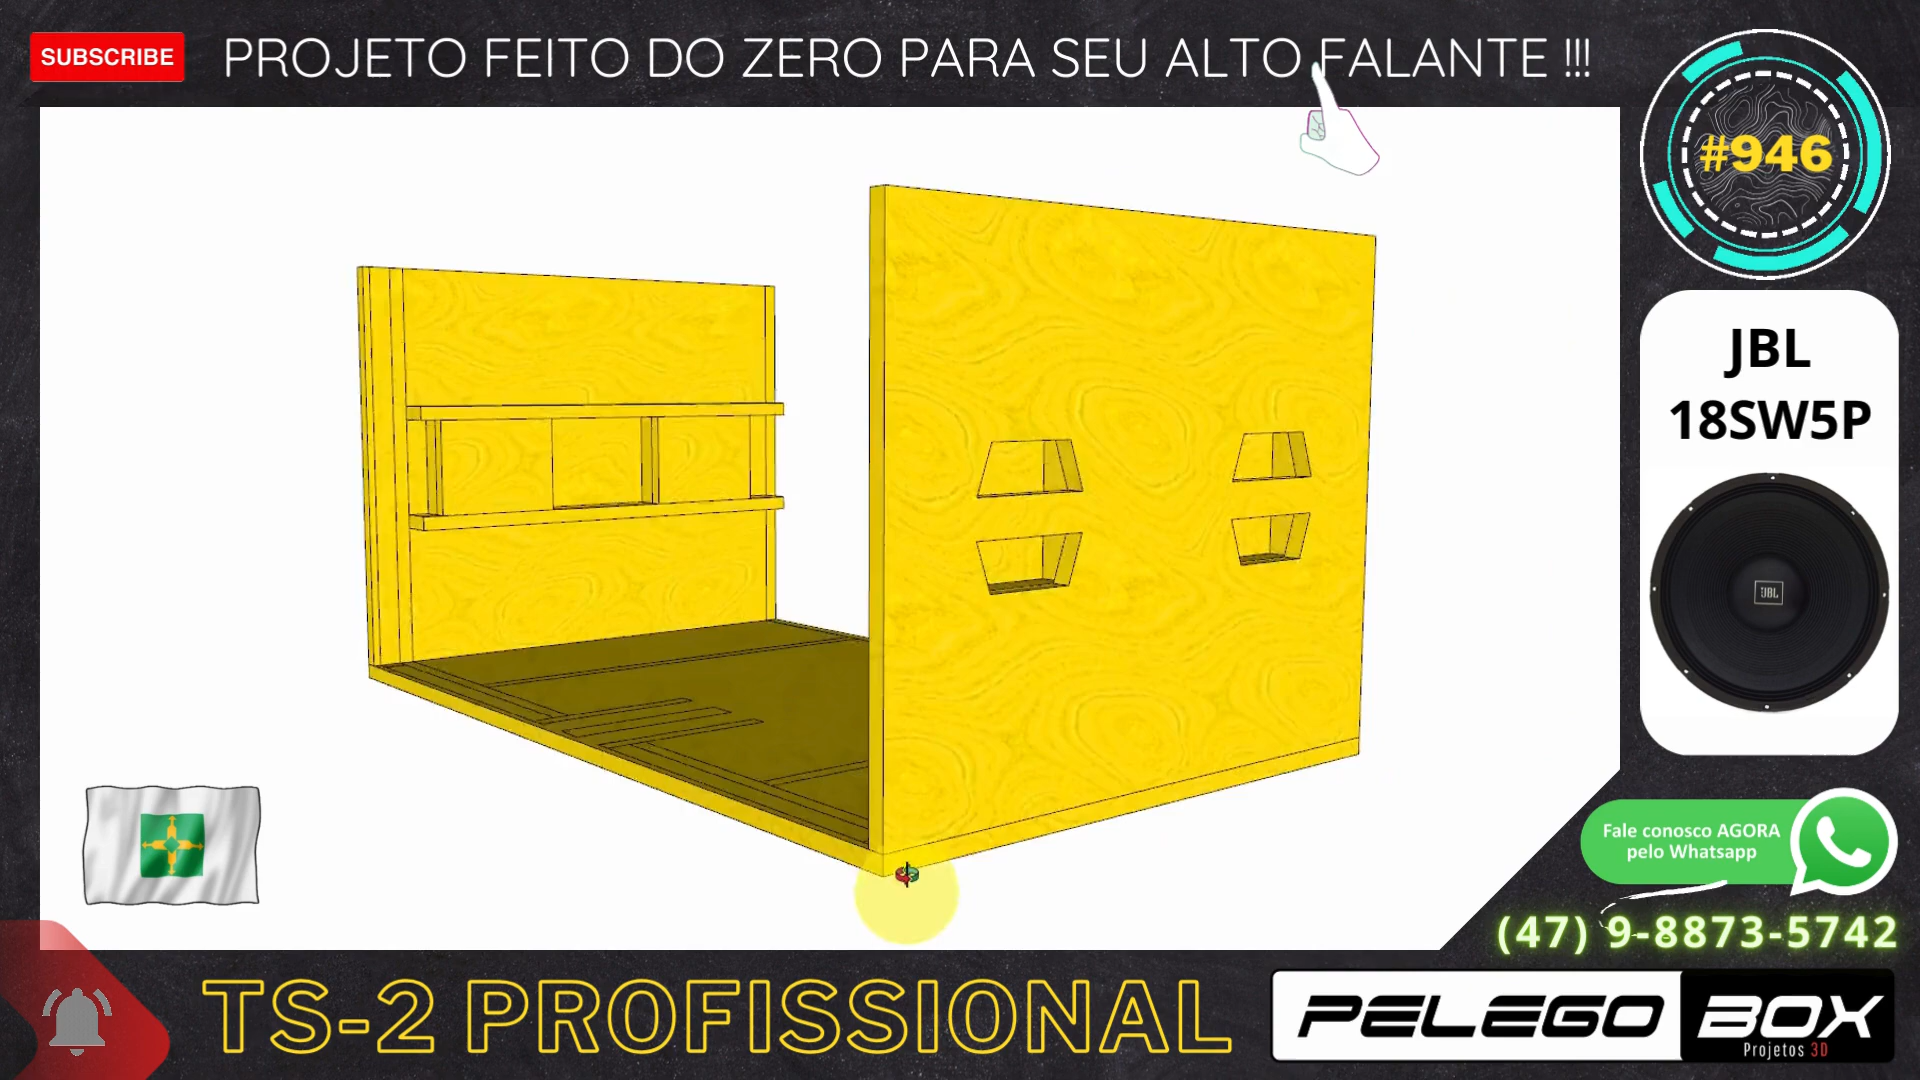 SUBSCRIBE
PROJETO FEITO DO ZERO PARA SEU ALTO FALANTE !!!
#946
JBL
18SW5P
JBL
Fale conosco AGORA
pelo Whatsapp
(47) 9-8873-5742
TS-2 PROFISSIONAL
PELEGO BOX
Projetos 3D